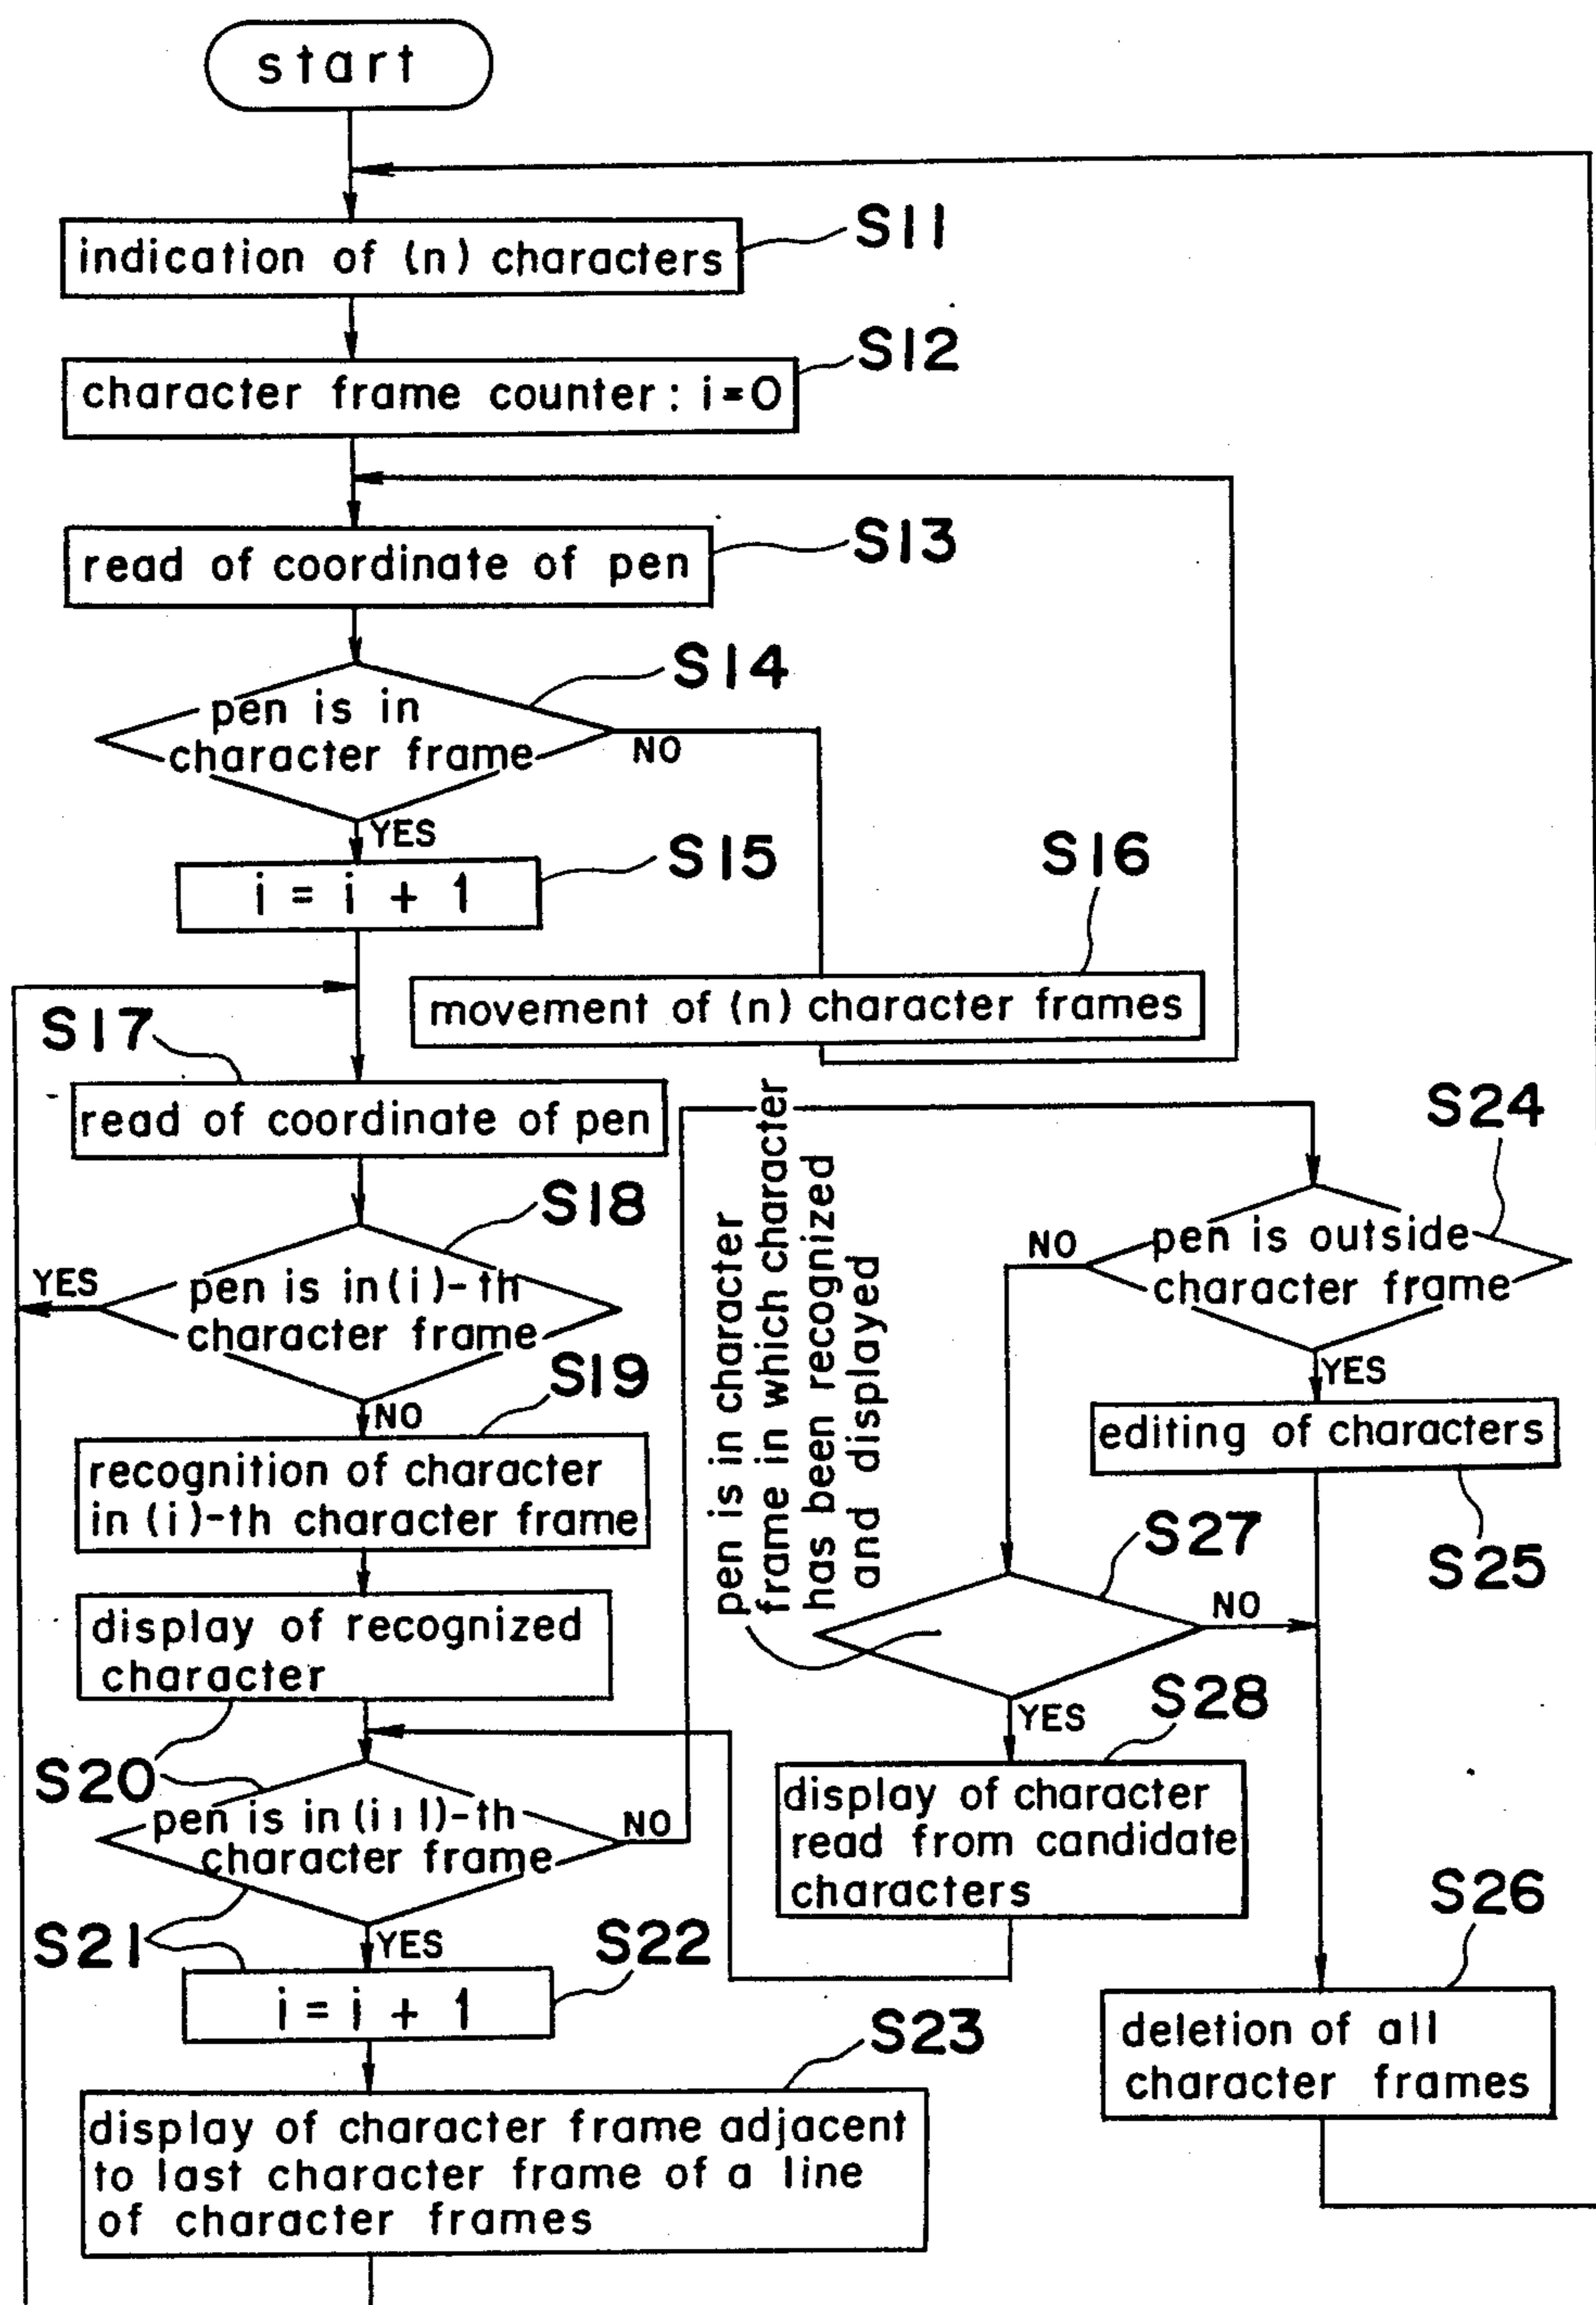 start
indication of (n) characters
S11
character frame counter: i=0
S12
read of coordinate of pen
S13
pen is in
character frame
S14
NO
YES
i = i + 1
S15
S16
movement of (n) character frames
S17
read of coordinate of pen
S18
YES
pen is in (i)-th
character frame
NO
S19
recognition of character
in (i)-th character frame
display of recognized
character
S20
pen is in (i+1)-th
character frame
NO
S21
YES
i = i + 1
S22
S23
display of character frame adjacent
to last character frame of a line
of character frames
S24
NO
pen is outside
character frame
YES
editing of characters
S25
pen is in character
frame in which character
has been recognized
and displayed
S27
NO
YES
S28
display of character
read from candidate
characters
S26
deletion of all
character frames